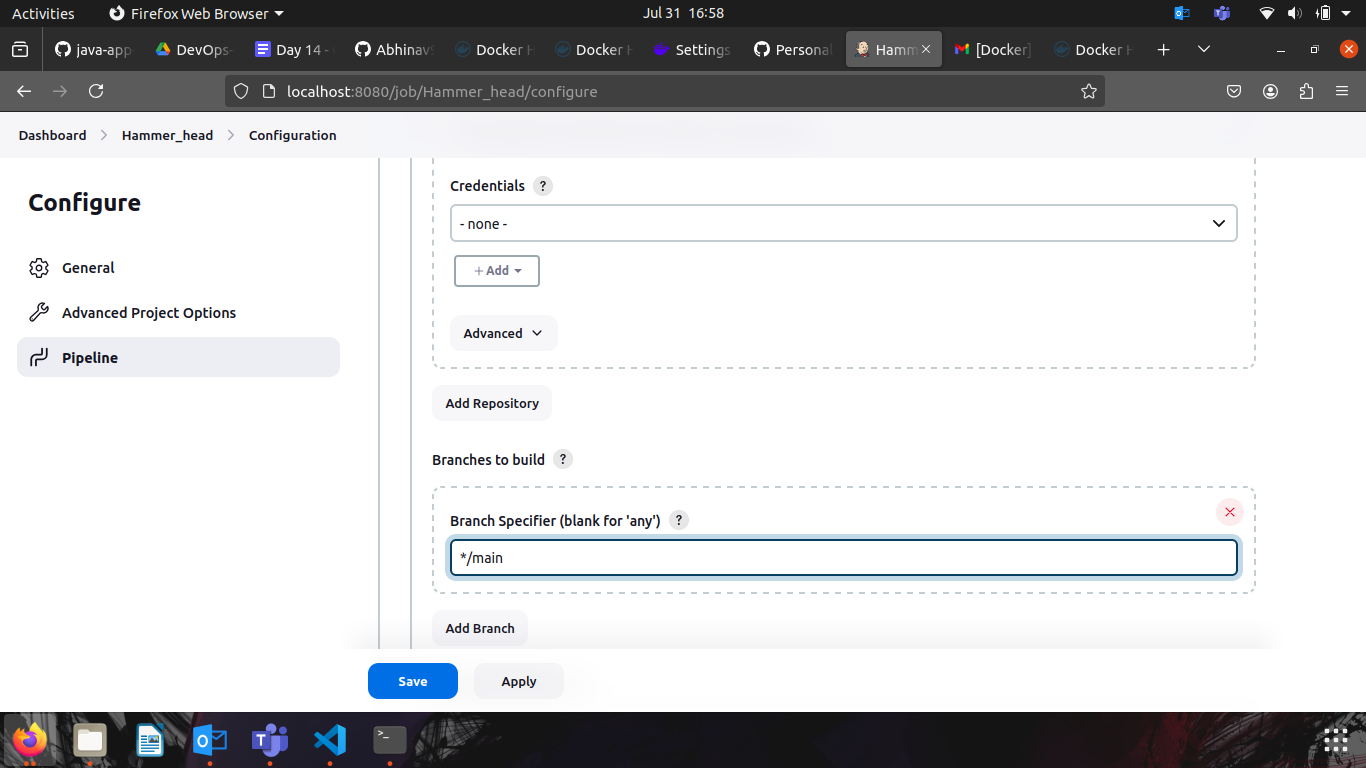 Activities Firefox Web Browser Jul 31 16:58
java-app DevOps- Day 14 - AbhinavS Docker H Docker H Settings Personal Hamm [Docker] Docker H
localhost:8080/job/Hammer_head/configure
Dashboard Hammer_head Configuration
Configure
General
Advanced Project Options
Pipeline
Credentials ?
- none -
+ Add
Advanced
Add Repository
Branches to build ?
Branch Specifier (blank for 'any') ?
*/main
Add Branch
Save Apply